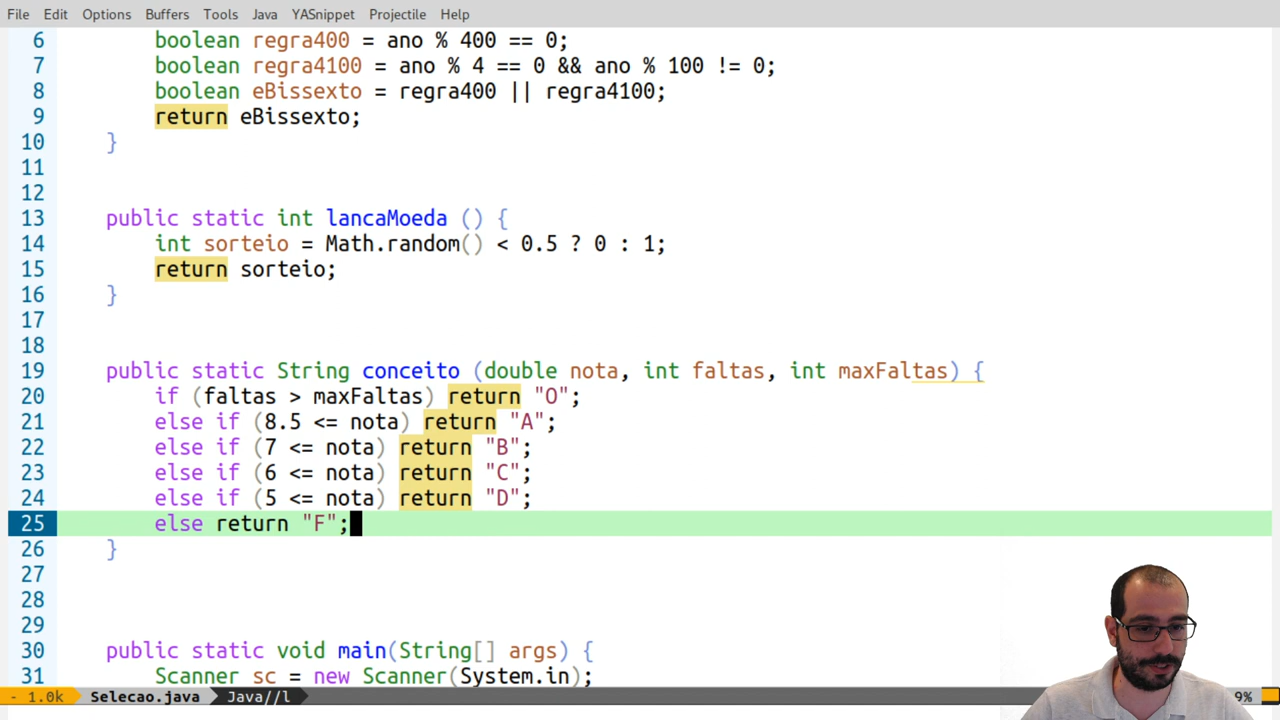 File Edit Options Buffers Tools Java YASnippet Projectile Help
6 boolean regra400 = ano % 400 == 0;
7 boolean regra4100 = ano % 4 == 0 && ano % 100 != 0;
8 boolean eBissexto = regra400 || regra4100;
9 return eBissexto;
10 }
11
12
13 public static int lancaMoeda () {
14 int sorteio = Math.random() < 0.5 ? 0 : 1;
15 return sorteio;
16 }
17
18
19 public static String conceito (double nota, int faltas, int maxFaltas) {
20 if (faltas > maxFaltas) return "O";
21 else if (8.5 <= nota) return "A";
22 else if (7 <= nota) return "B";
23 else if (6 <= nota) return "C";
24 else if (5 <= nota) return "D";
25 else return "F";
26 }
27
28
29
30 public static void main(String[] args) {
31 Scanner sc = new Scanner(System.in);
- 1.0k Selecao.java Java//l 9%